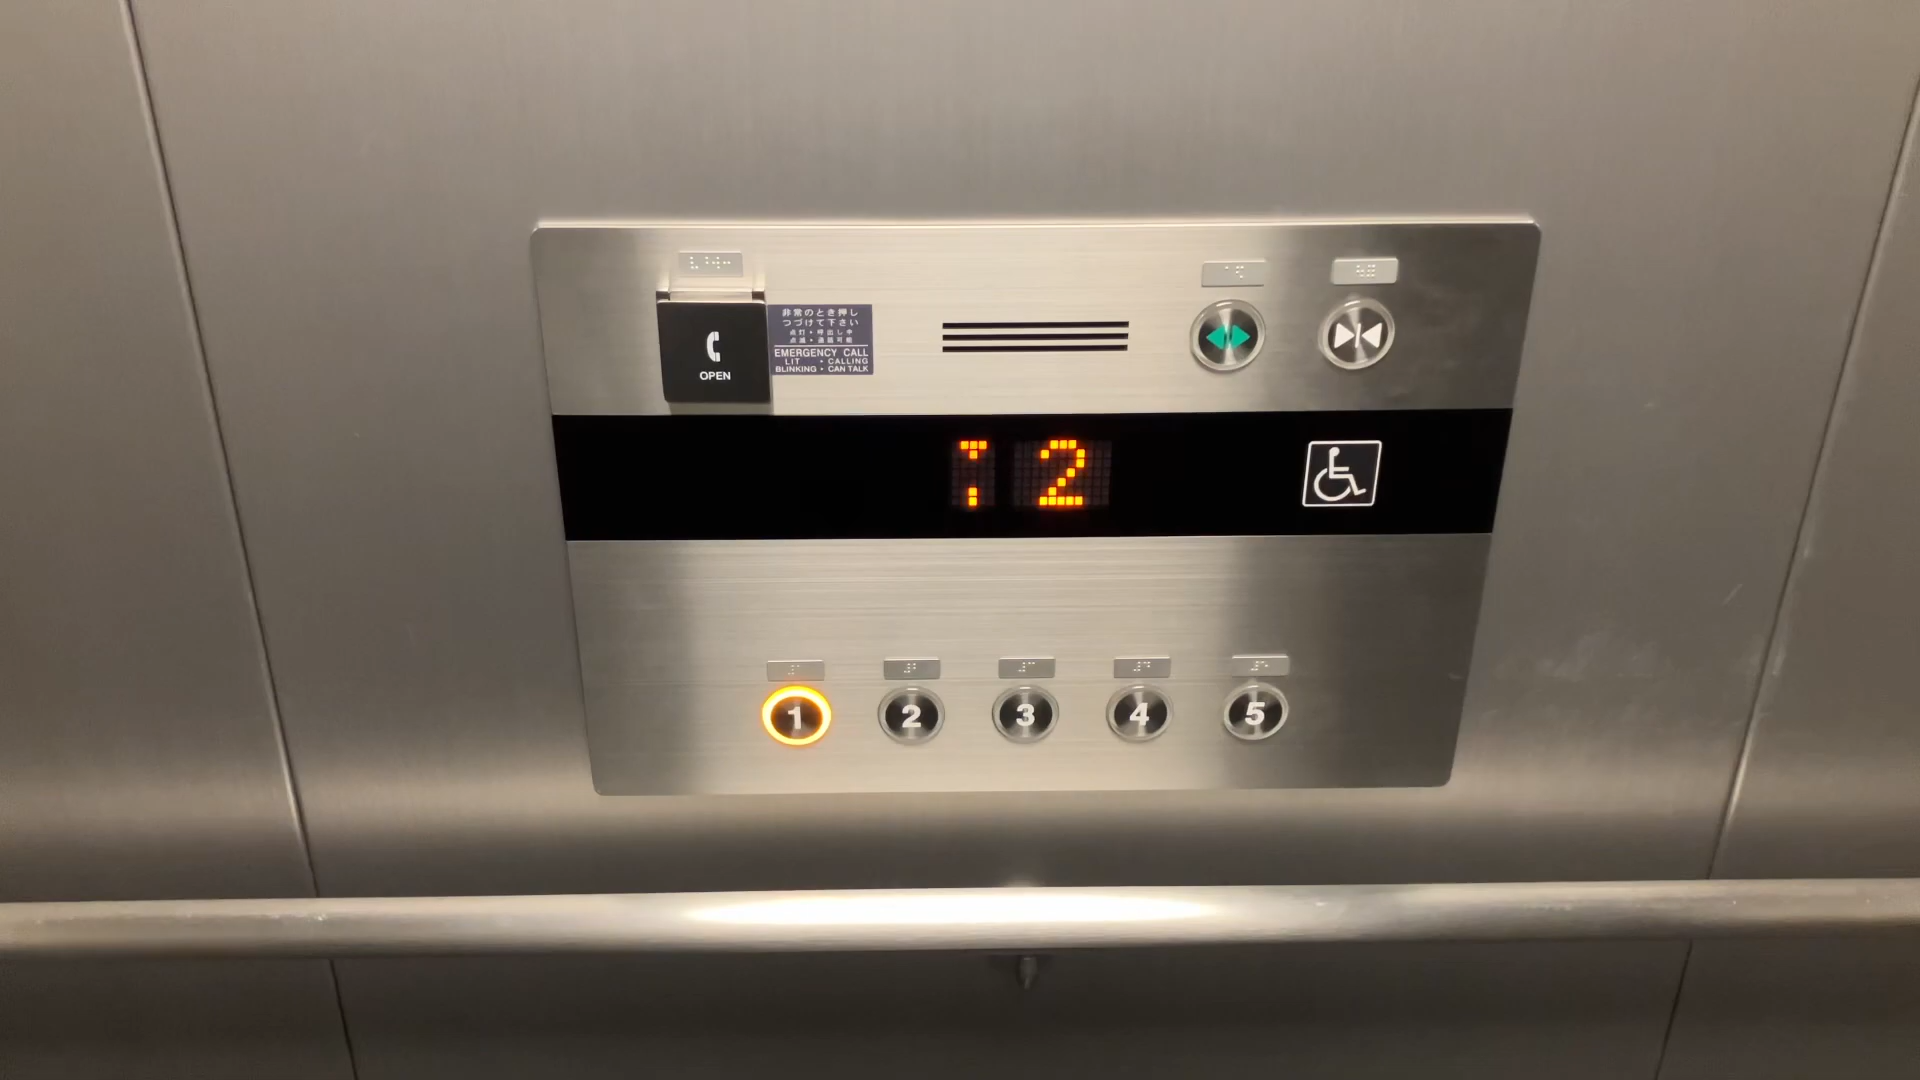 非常のとき押し
つづけて下さい
点灯・呼出し中
点滅・通話可能
EMERGENCY CALL
LIT ・CALLING
BLINKING・CAN TALK
OPEN
2
1 2 3 4 5